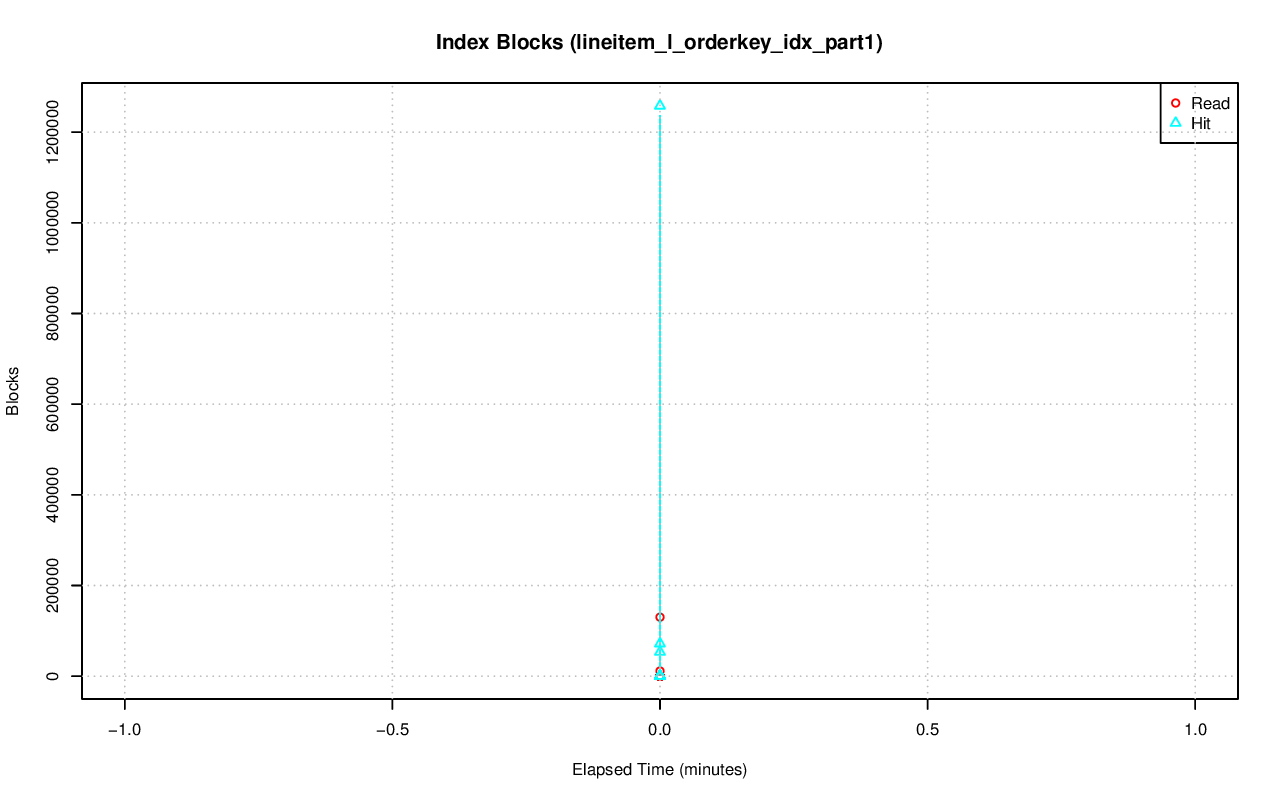 Index Blocks (lineitem_l_orderkey_idx_part1)
Read
Hit
1200000
1000000
800000
600000
400000
200000
0
Blocks
−1.0
−0.5
0.0
0.5
1.0
Elapsed Time (minutes)